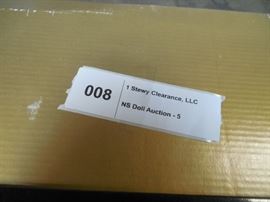 008
1 Stewy Clearance, LLC
NS Doll Auction - 5